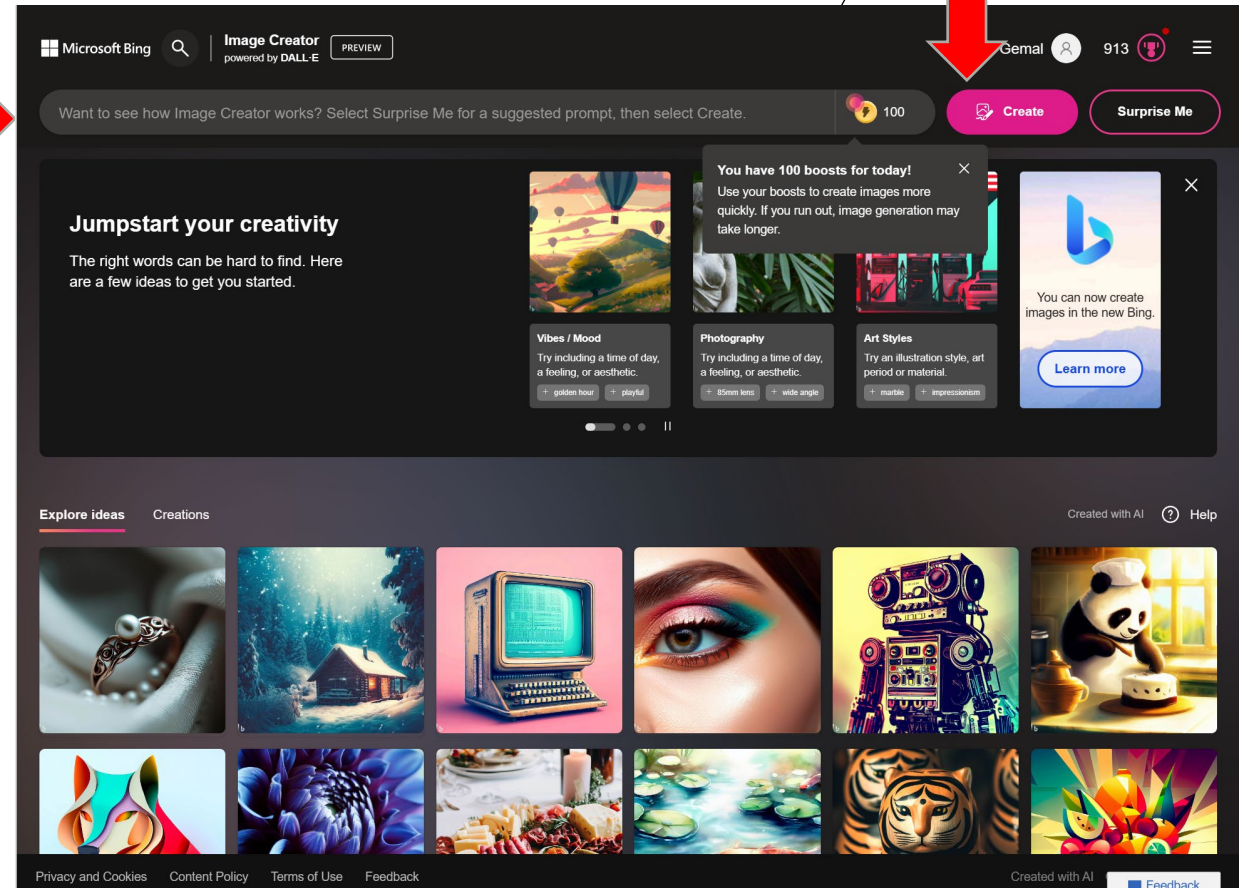 Microsoft Bing
Image Creator
powered by DALL·E
PREVIEW
Gemal
913
Want to see how Image Creator works? Select Surprise Me for a suggested prompt, then select Create.
100
Create
Surprise Me
You have 100 boosts for today!
Use your boosts to create images more
quickly. If you run out, image generation may
take longer.
Jumpstart your creativity
The right words can be hard to find. Here
are a few ideas to get you started.
Vibes / Mood
Try including a time of day,
a feeling, or aesthetic.
+ golden hour + playful
Photography
Try including a time of day,
a feeling, or aesthetic.
+ 85mm lens + wide angle
Art Styles
Try an illustration style, art
period or material.
+ marble + impressionism
You can now create
images in the new Bing.
Learn more
Explore ideas
Creations
Created with AI
? Help
Privacy and Cookies
Content Policy
Terms of Use
Feedback
Created with AI
Feedback